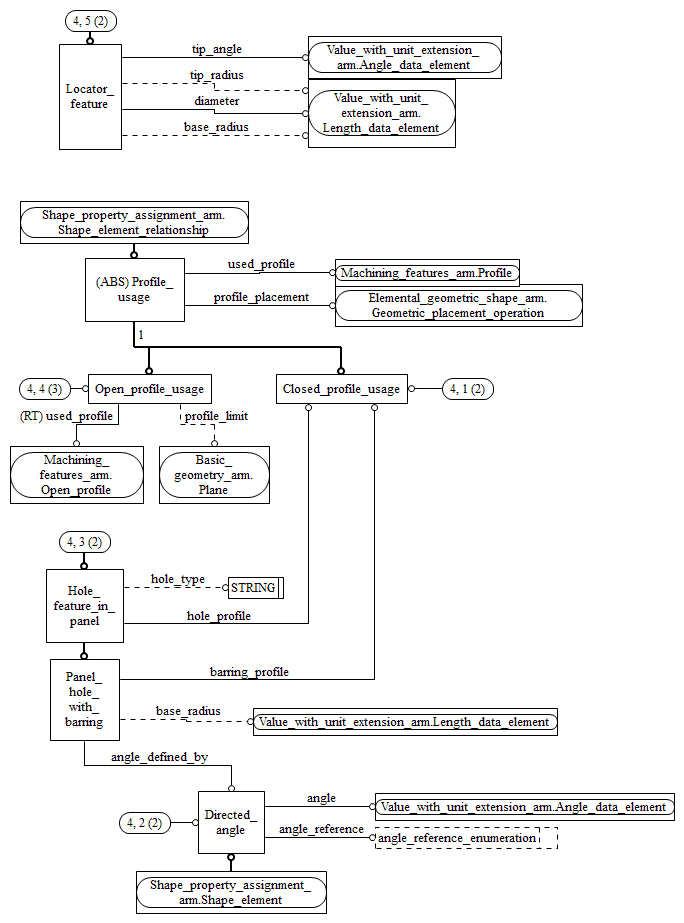 4, 5 (2)
Locator_
feature
tip_angle
Value_with_unit_extension_
arm.Angle_data_element
tip_radius
diameter
base_radius
Value_with_unit_
extension_arm.
Length_data_element
Shape_property_assignment_arm.
Shape_element_relationship
(ABS) Profile_
usage
used_profile
Machining_features_arm.Profile
profile_placement
Elemental_geometric_shape_arm.
Geometric_placement_operation
1
4, 4 (3)
Open_profile_usage
Closed_profile_usage
4, 1 (2)
(RT) used_profile
profile_limit
Machining_
features_arm.
Open_profile
Basic_
geometry_arm.
Plane
4, 3 (2)
Hole_
feature_in_
panel
hole_type
STRING
hole_profile
Panel_
hole_
with_
barring
barring_profile
base_radius
Value_with_unit_extension_arm.Length_data_element
angle_defined_by
4, 2 (2)
Directed_
angle
angle
Value_with_unit_extension_arm.Angle_data_element
angle_reference
angle_reference_enumeration
Shape_property_assignment_
arm.Shape_element